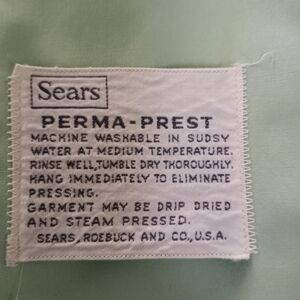 Sears
PERMA-PREST
MACHINE WASHABLE IN SUDSY
WATER AT MEDIUM TEMPERATURE.
RINSE WELL,TUMBLE DRY THOROUGHLY.
HANG IMMEDIATELY TO ELIMINATE
PRESSING.
GARMENT MAY BE DRIP DRIED
AND STEAM PRESSED.
SEARS, ROEBUCK AND CO., U.S.A.